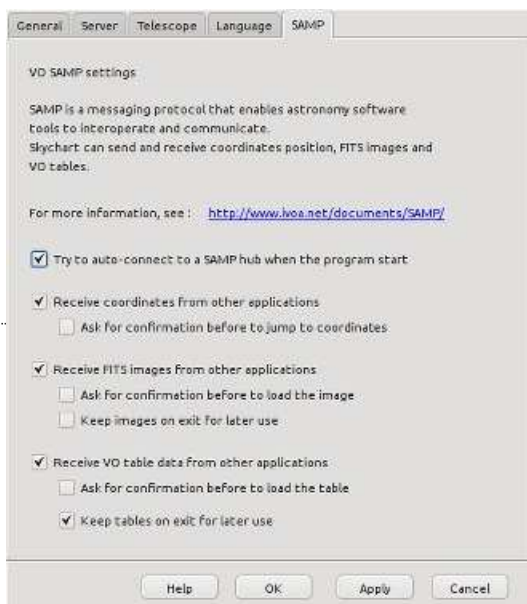 General Server Telescope Language SAMP
VO SAMP settings
SAMP is a messaging protocol that enables astronomy software
tools to interoperate and communicate.
Skychart can send and receive coordinates position, FITS images and
VO tables.
For more information, see : http://www.ivoa.net/documents/SAMP/
Try to auto-connect to a SAMP hub when the program start
Receive coordinates from other applications
Ask for confirmation before to jump to coordinates
Receive FITS images from other applications
Ask for confirmation before to load the image
Keep images on exit for later use
Receive VO table data from other applications
Ask for confirmation before to load the table
Keep tables on exit for later use
Help OK Apply Cancel